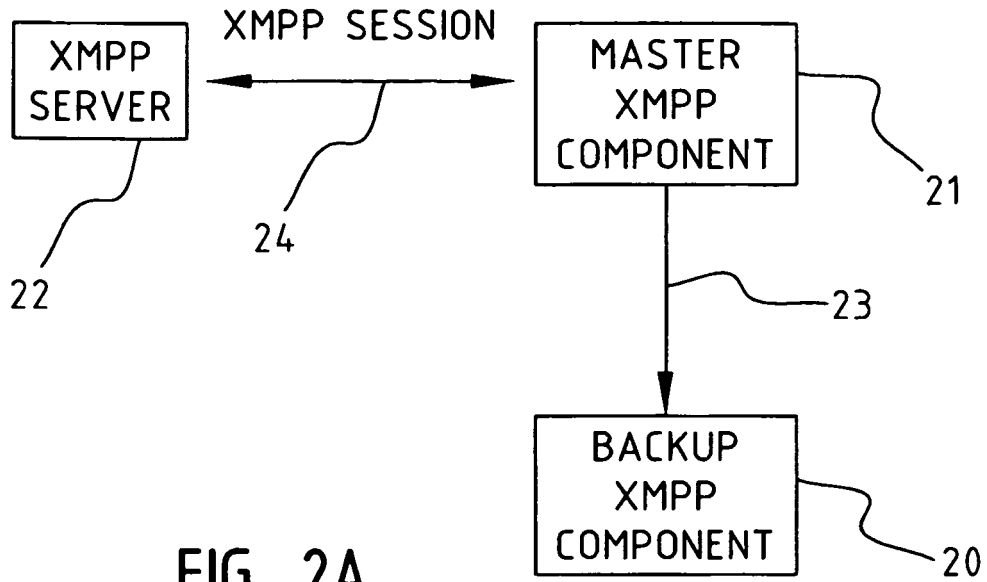 XMPP SESSION
XMPP
SERVER
MASTER
XMPP
COMPONENT
21
24
22
23
BACKUP
XMPP
COMPONENT
20
FIG. 2A